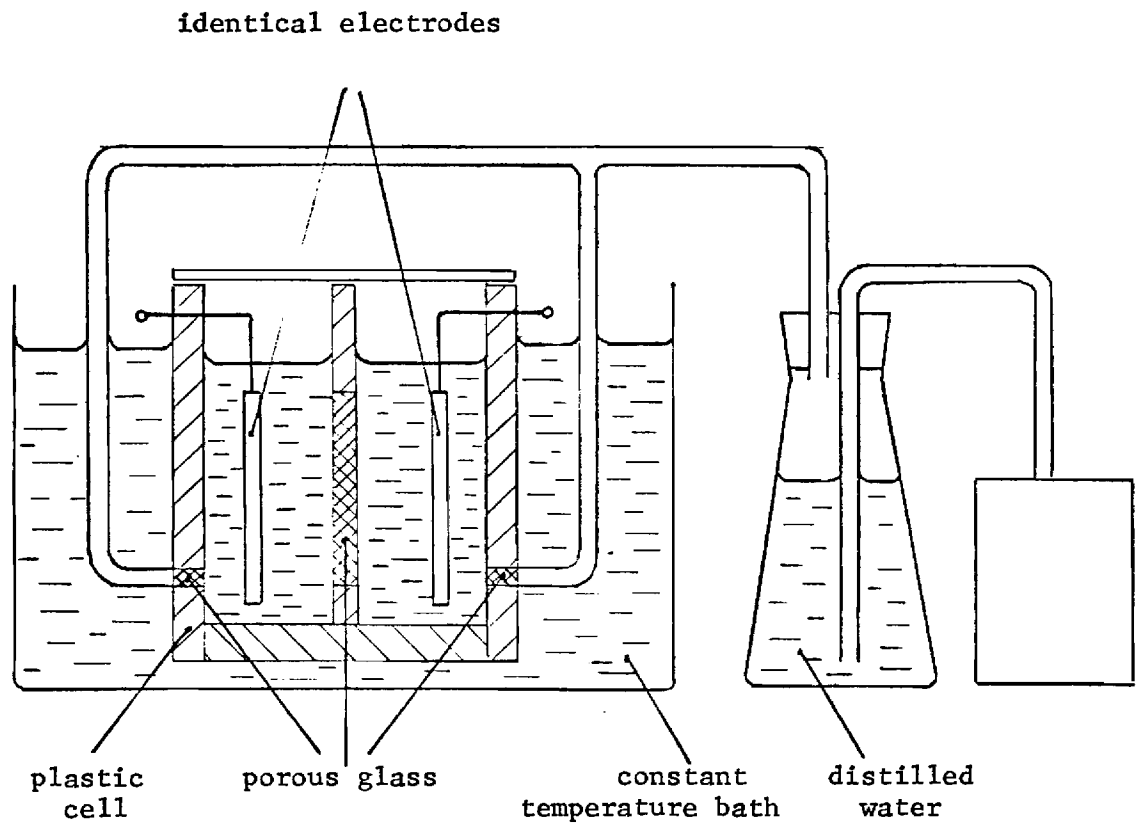 identical electrodes
plastic
cell
porous glass
constant
temperature bath
distilled
water